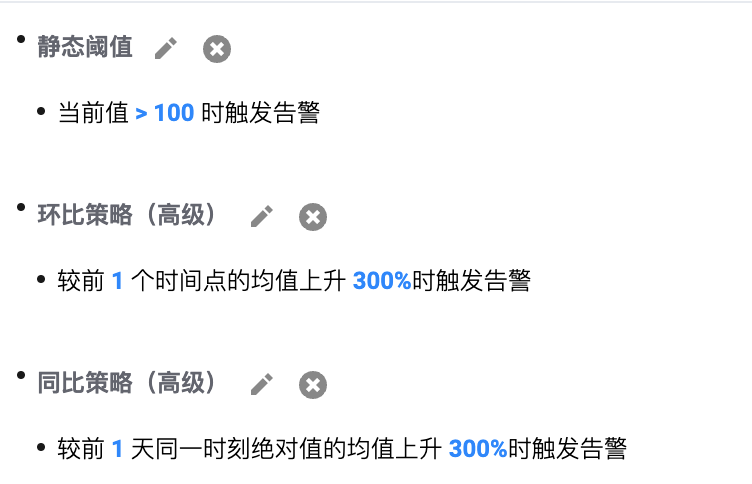 静态阈值
当前值 > 100 时触发告警
环比策略（高级）
较前 1 个时间点的均值上升 300%时触发告警
同比策略（高级）
较前 1 天同一时刻绝对值的均值上升 300%时触发告警